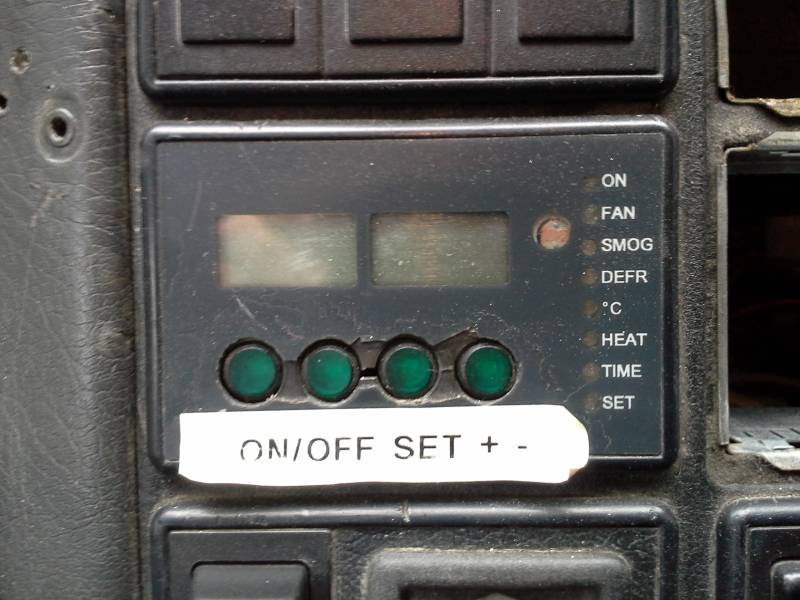 ON
FAN
SMOG
DEFR
°C
HEAT
TIME
SET
ON/OFF SET + -